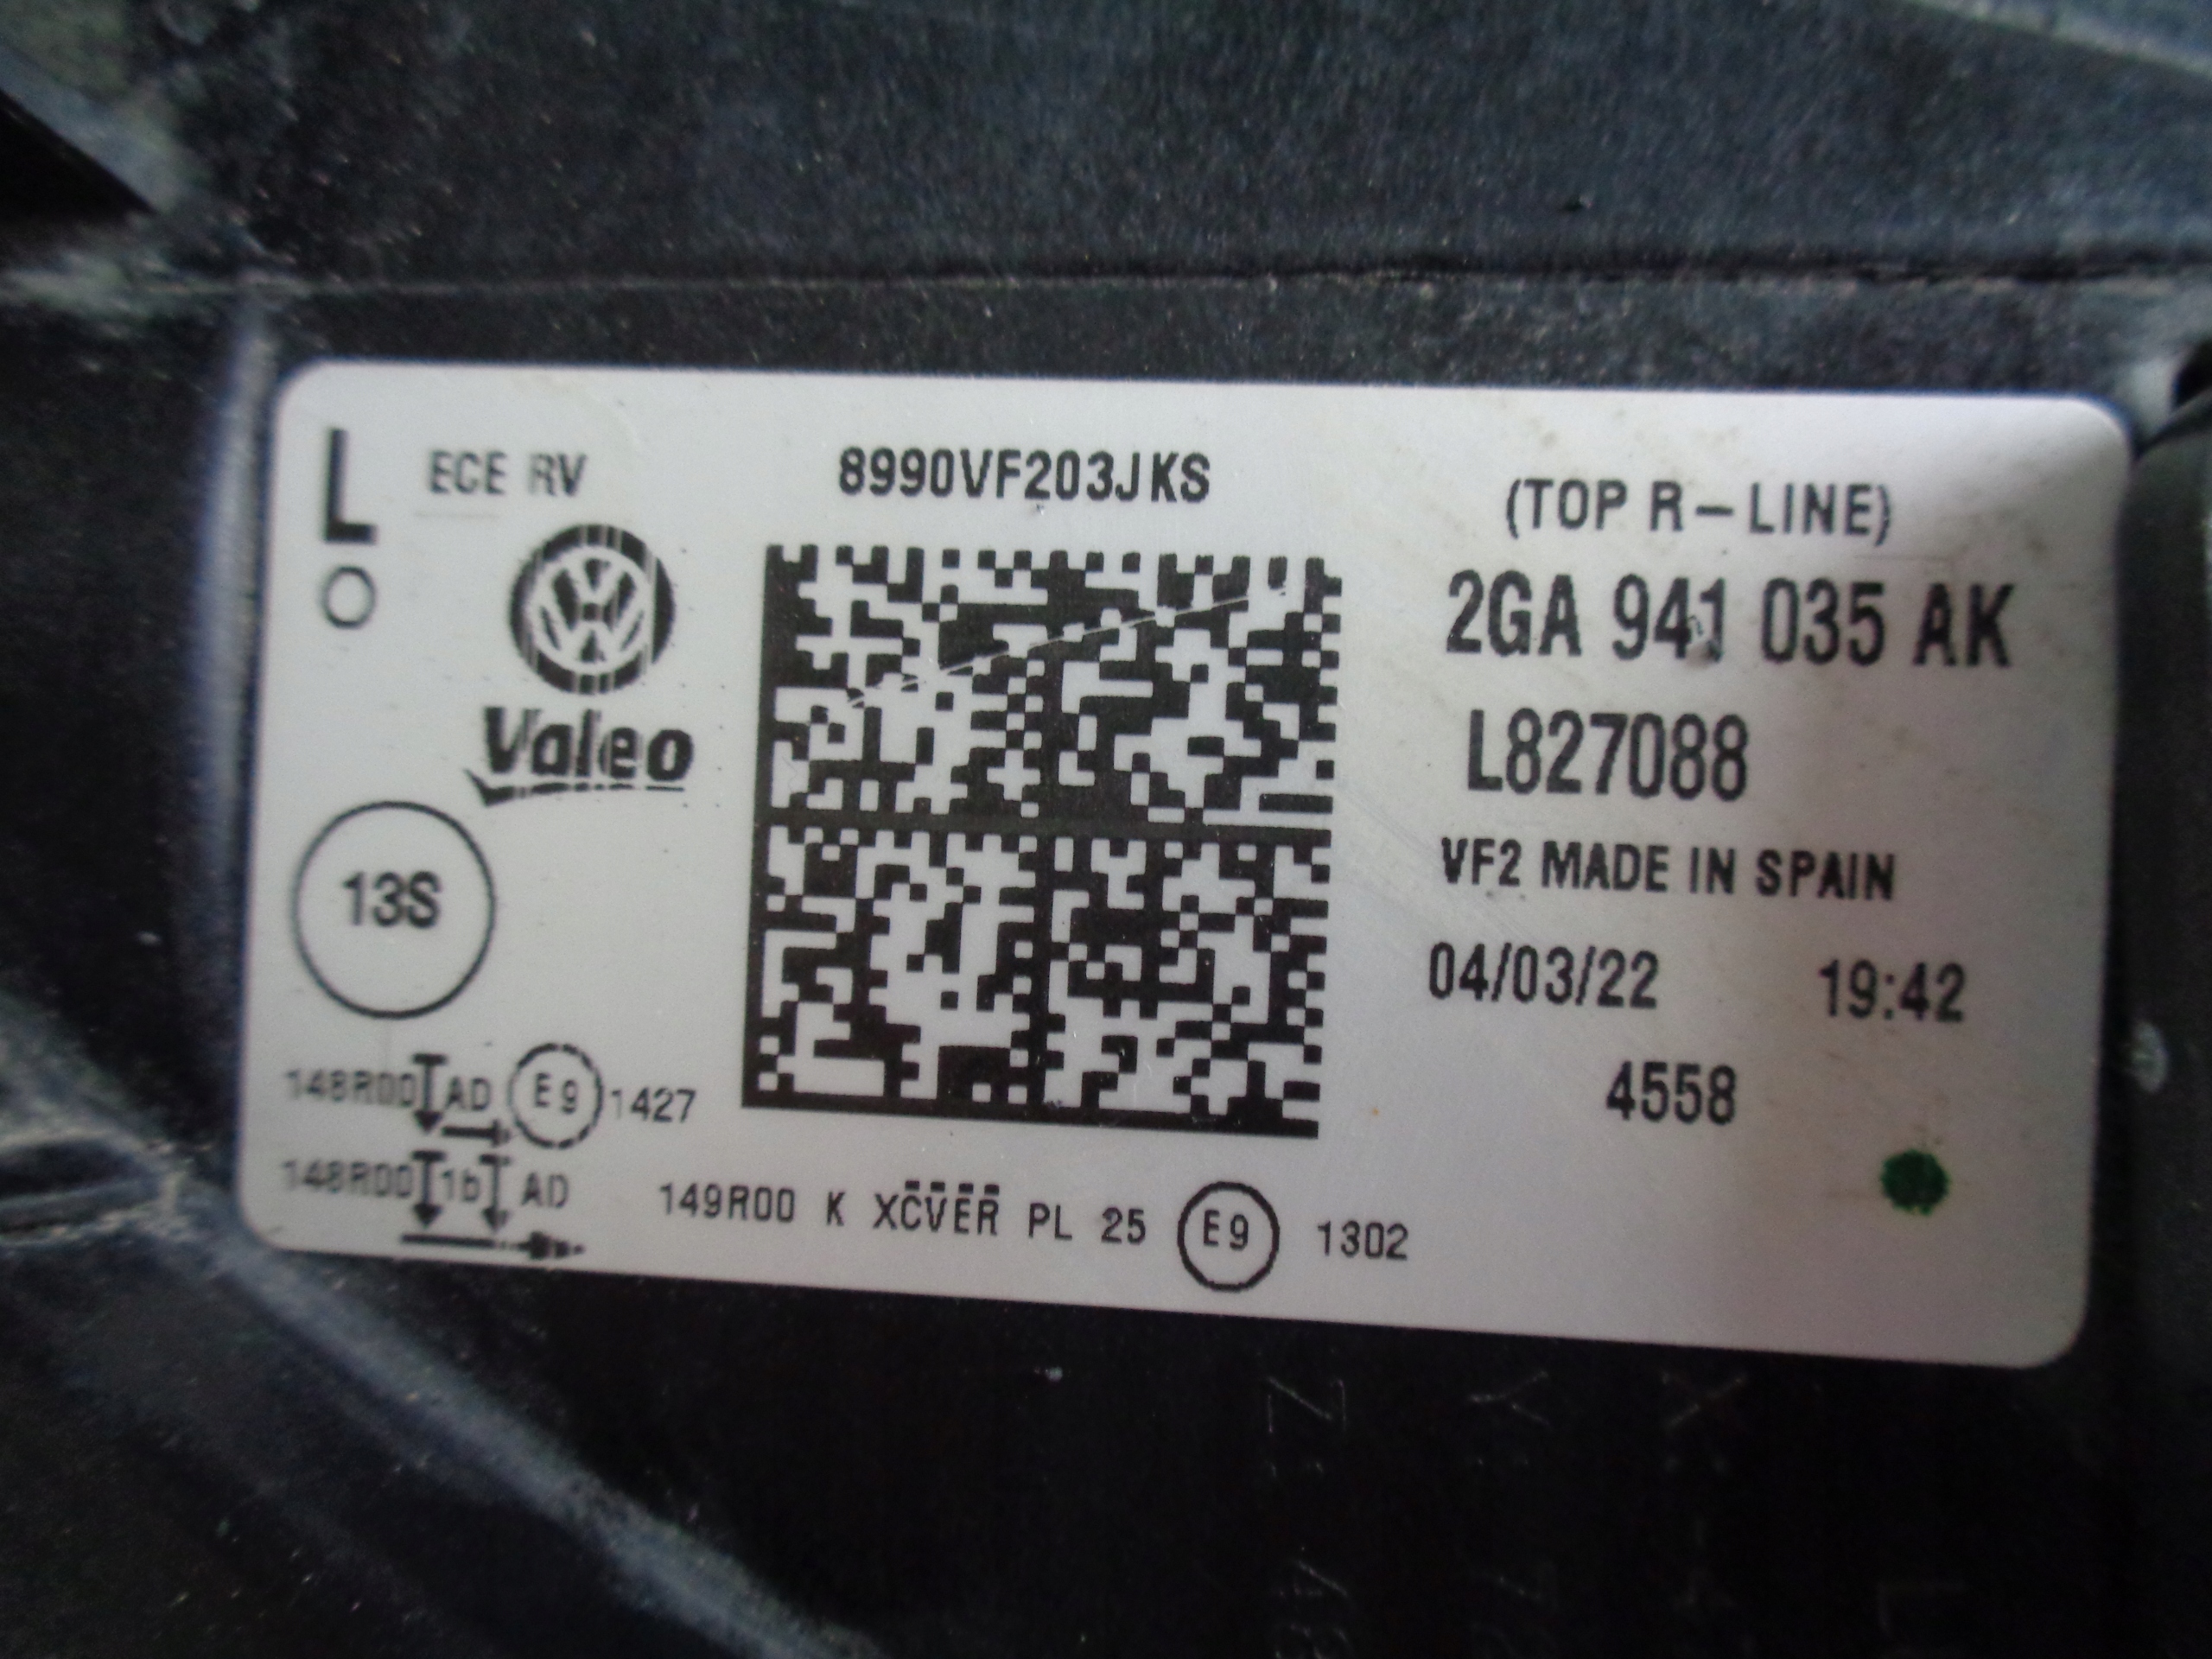 L ECE RV
Valeo
13S
148R00 AD E9 1427
148R00 1b AD
8990VF203JKS
149R00 K XCVER PL 25 E9 1302
(TOP R-LINE)
2GA 941 035 AK
L827088
VF2 MADE IN SPAIN
04/03/22 19:42
4558
Z Y X